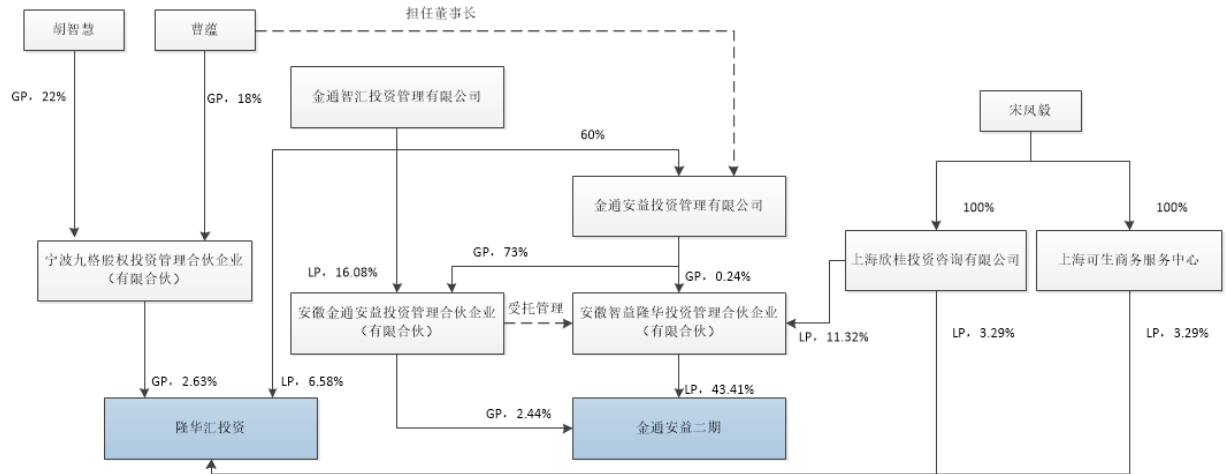 担任董事长
胡智慧
曹蕴
GP，22%
GP，18%
金通智汇投资管理有限公司
宋凤毅
60%
金通安益投资管理有限公司
100%
100%
宁波九格股权投资管理合伙企业
（有限合伙）
GP，73%
上海欣桂投资咨询有限公司
上海可生商务服务中心
LP，16.08%
GP，0.24%
安徽金通安益投资管理合伙企业
（有限合伙）
受托管理
安徽智益隆华投资管理合伙企业
（有限合伙）
LP，11.32%
LP，3.29%
LP，3.29%
GP，2.63%
LP，6.58%
LP，43.41%
隆华汇投资
GP，2.44%
金通安益二期